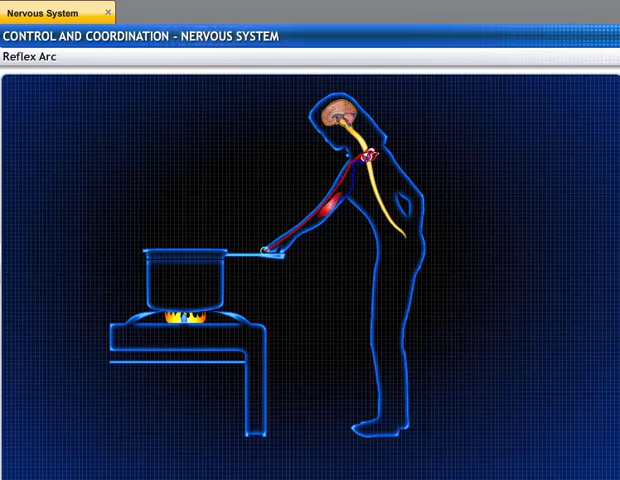 Nervous System
CONTROL AND COORDINATION - NERVOUS SYSTEM
Reflex Arc